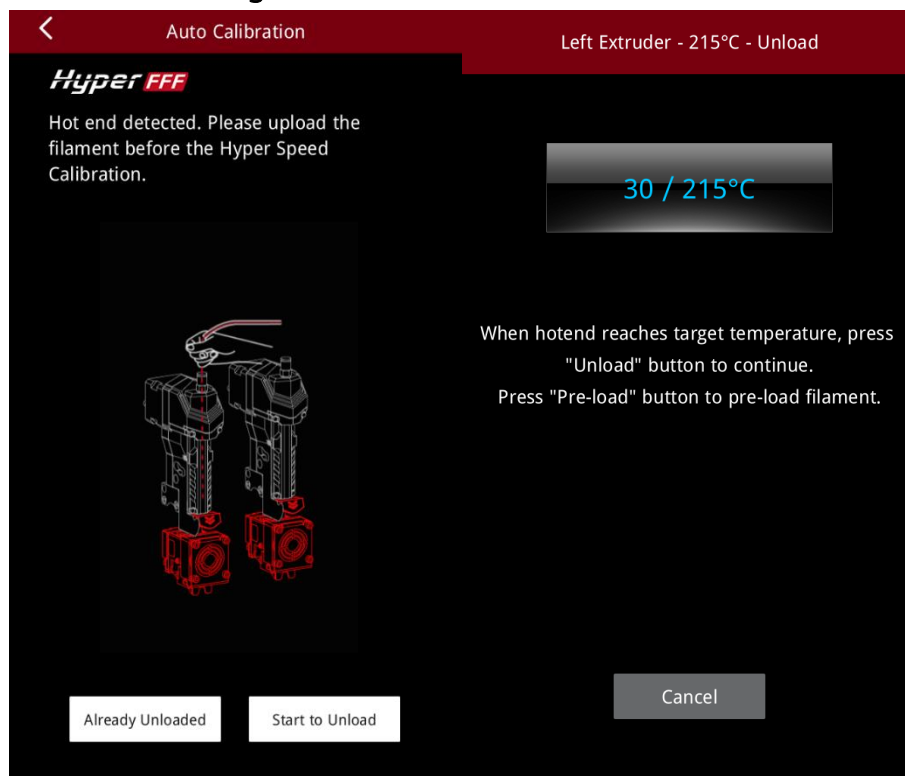 Auto Calibration
Hyper FFF
Hot end detected. Please upload the
filament before the Hyper Speed
Calibration.
Already Unloaded
Start to Unload
Left Extruder - 215°C - Unload
30 / 215°C
When hotend reaches target temperature, press
"Unload" button to continue.
Press "Pre-load" button to pre-load filament.
Cancel